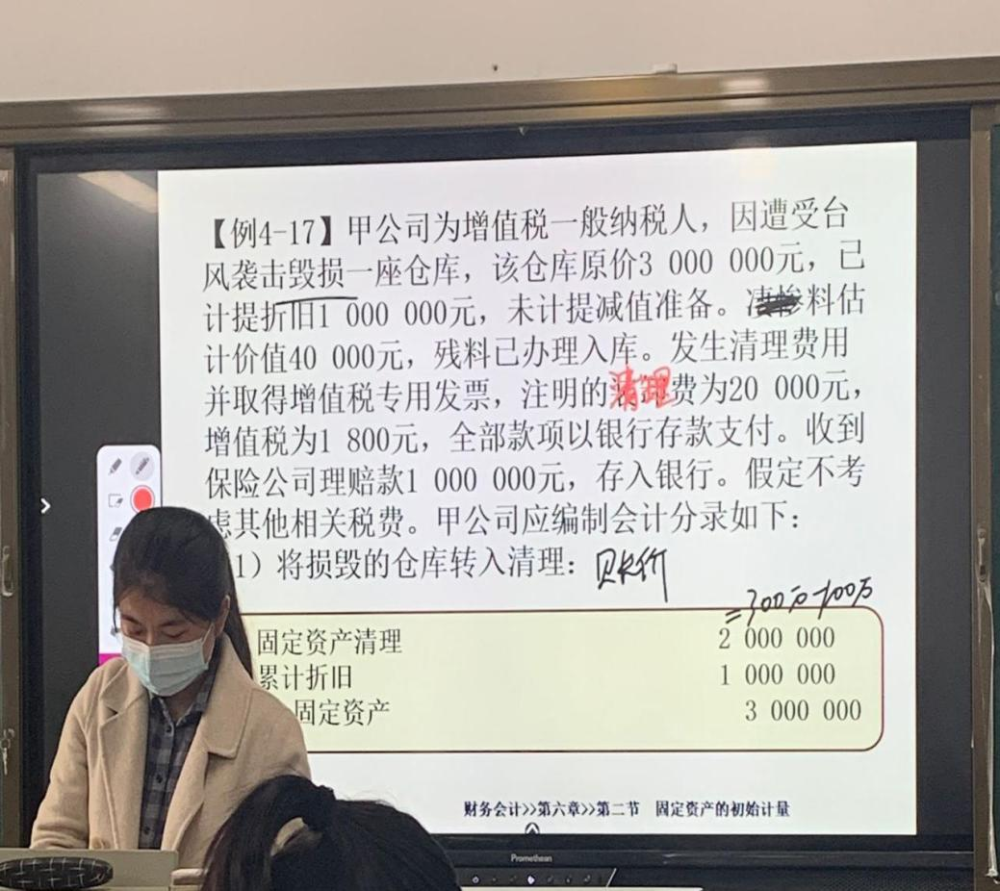 【例4-17】甲公司为增值税一般纳税人，因遭受台
风袭击毁损一座仓库，该仓库原价3 000 000元，已
计提折旧1 000 000元，未计提减值准备。料估
计价值40 000元，残料已办理入库。发生清理费用
并取得增值税专用发票，注明的清理费为20 000元，
增值税为1 800元，全部款项以银行存款支付。收到
保险公司理赔款1 000 000元，存入银行。假定不考
虑其他相关税费。甲公司应编制会计分录如下：
1）将损毁的仓库转入清理：账价
=300万-100万
固定资产清理 2 000 000
累计折旧 1 000 000
固定资产 3 000 000
财务会计>>第六章>>第二节 固定资产的初始计量
Promethean